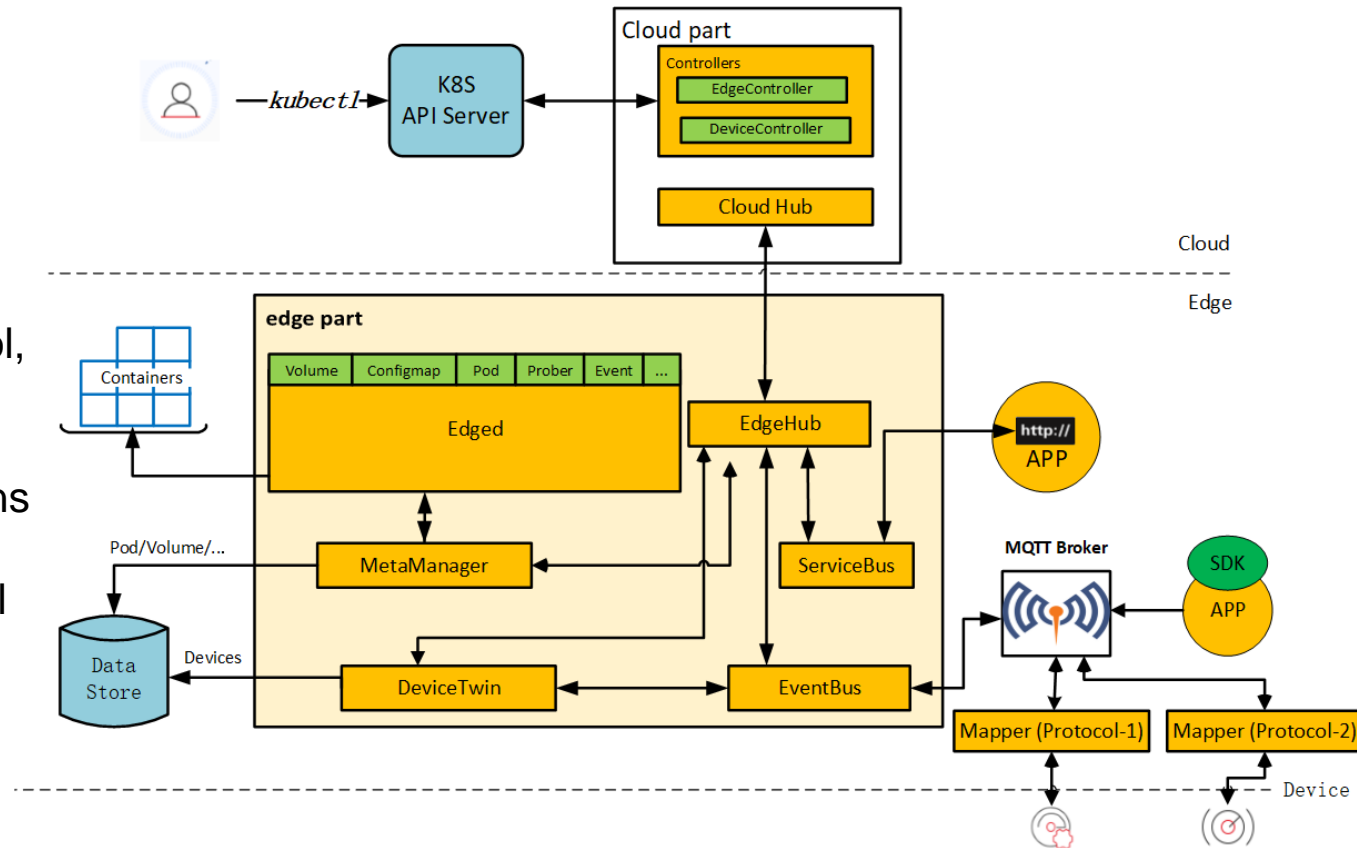 Cloud part
Controllers
EdgeController
DeviceController
kubectl
K8S
API Server
Cloud Hub
Cloud
Edge
edge part
Volume
Configmap
Pod
Prober
Event
...
Edged
Containers
EdgeHub
http://
APP
Pod/Volume/...
MetaManager
ServiceBus
MQTT Broker
SDK
APP
Data
Store
Devices
DeviceTwin
EventBus
Mapper (Protocol-1)
Mapper (Protocol-2)
Device